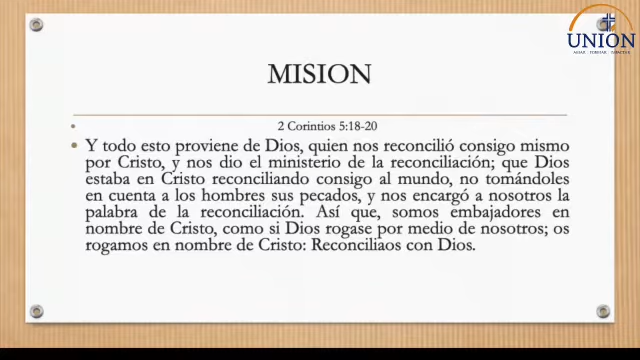 UNION
MISION
2 Corintios 5:18-20
Y todo esto proviene de Dios, quien nos reconcilió consigo mismo
por Cristo, y nos dio el ministerio de la reconciliación; que Dios
estaba en Cristo reconciliando consigo al mundo, no tomándoles
en cuenta a los hombres sus pecados, y nos encargó a nosotros la
palabra de la reconciliación. Así que, somos embajadores en
nombre de Cristo, como si Dios rogase por medio de nosotros; os
rogamos en nombre de Cristo: Reconciliaos con Dios.